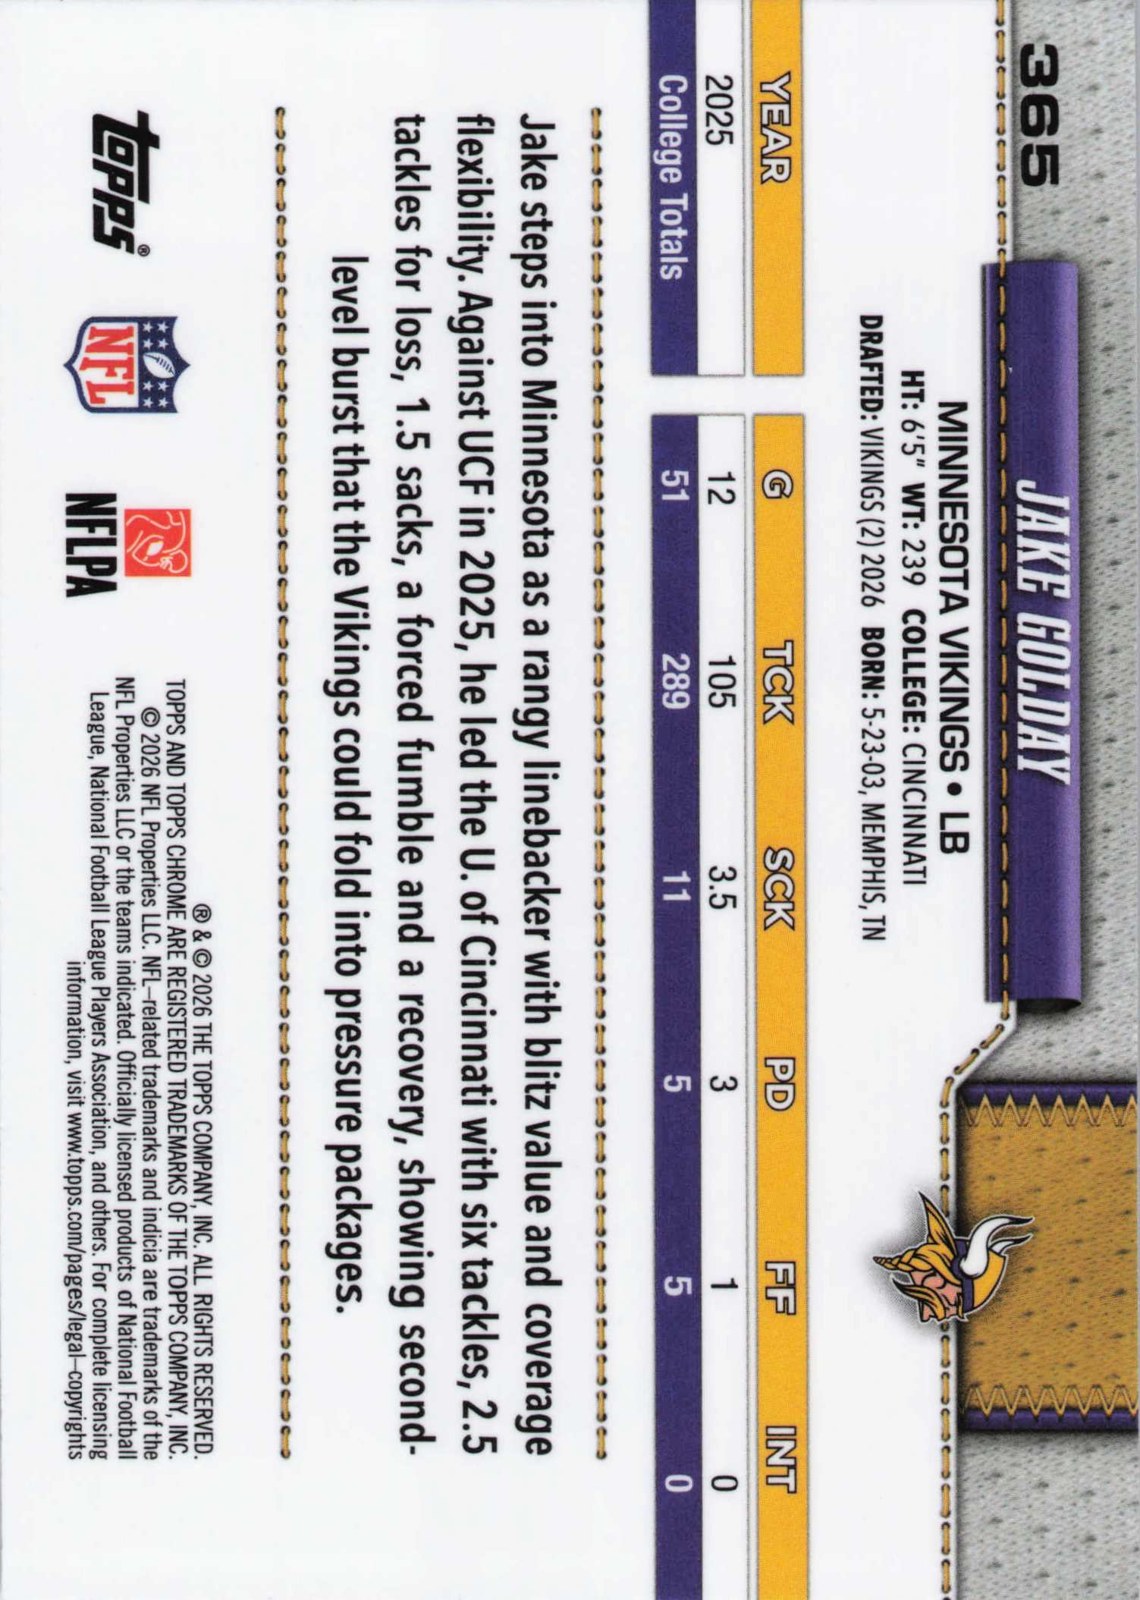 365
JAKE GOLDAY
MINNESOTA VIKINGS • LB
HT: 6'5" WT: 239 COLLEGE: CINCINNATI
DRAFTED: VIKINGS (2) 2026 BORN: 5-23-03, MEMPHIS, TN
YEAR G TCK SCK PD FF INT
2025 12 105 3.5 3 1 0
College Totals 51 289 11 5 5 0
Jake steps into Minnesota as a rangy linebacker with blitz value and coverage
flexibility. Against UCF in 2025, he led the U. of Cincinnati with six tackles, 2.5
tackles for loss, 1.5 sacks, a forced fumble and a recovery, showing second-
level burst that the Vikings could fold into pressure packages.
topps®
NFL
NFLPA
® & © 2026 THE TOPPS COMPANY, INC. ALL RIGHTS RESERVED.
TOPPS AND TOPPS CHROME ARE REGISTERED TRADEMARKS OF THE TOPPS COMPANY, INC.
© 2026 NFL Properties LLC. NFL-related trademarks and indicia are trademarks of the
NFL Properties LLC or the teams indicated. Officially licensed products of National Football
League, National Football League Players Association, and others. For complete licensing
information, visit www.topps.com/pages/legal-copyrights